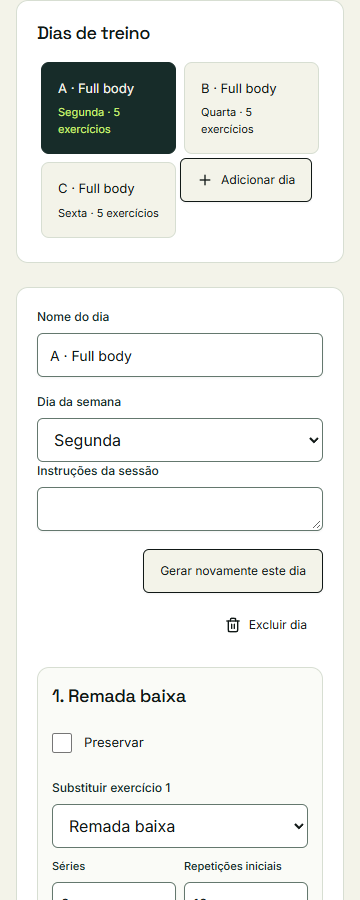 Dias de treino
A · Full body
Segunda · 5
exercícios
B · Full body
Quarta · 5
exercícios
C · Full body
Sexta · 5 exercícios
Adicionar dia
Nome do dia
A · Full body
Dia da semana
Segunda
Instruções da sessão
Gerar novamente este dia
Excluir dia
1. Remada baixa
Preservar
Substituir exercício 1
Remada baixa
Séries
Repetições iniciais